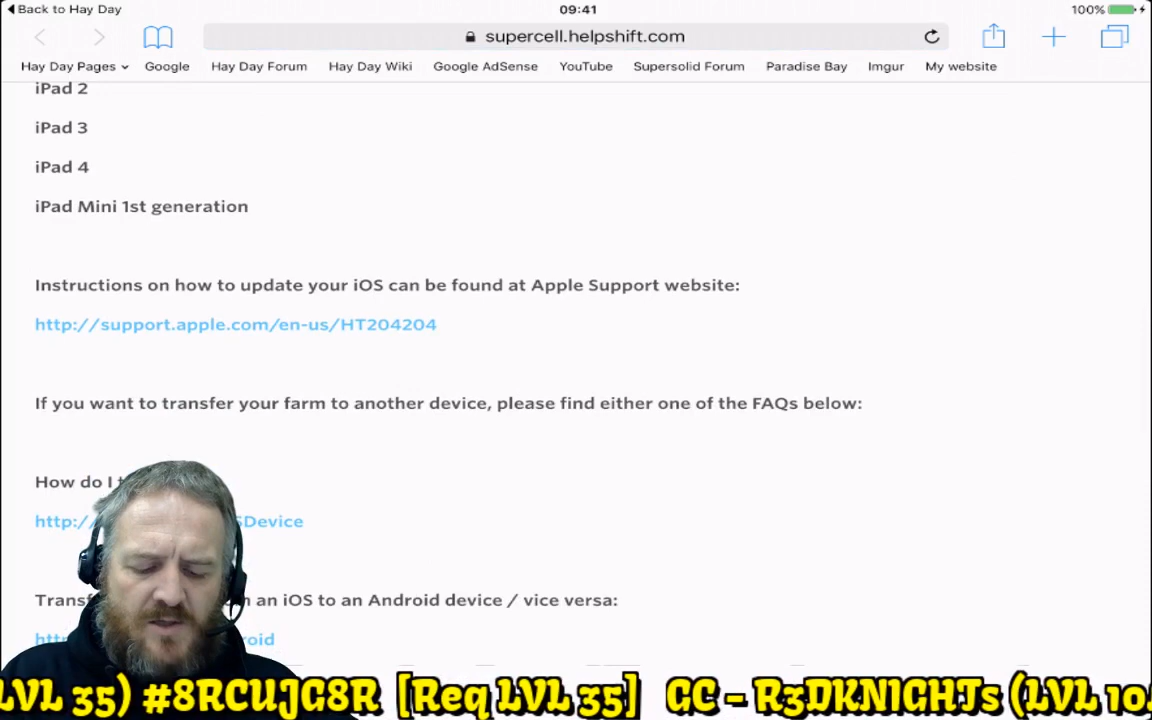 Back to Hay Day
09:41
100%
supercell.helpshift.com
Hay Day Pages Google Hay Day Forum Hay Day Wiki Google AdSense YouTube Supersolid Forum Paradise Bay Imgur My website
iPad 2
iPad 3
iPad 4
iPad Mini 1st generation
Instructions on how to update your iOS can be found at Apple Support website:
http://support.apple.com/en-us/HT204204
If you want to transfer your farm to another device, please find either one of the FAQs below:
How do I
http:// Device
an iOS to an Android device / vice versa:
LVL 35) #8RCUJG8R [Req LVL 35] GC - R3DKNIGHTs (LVL